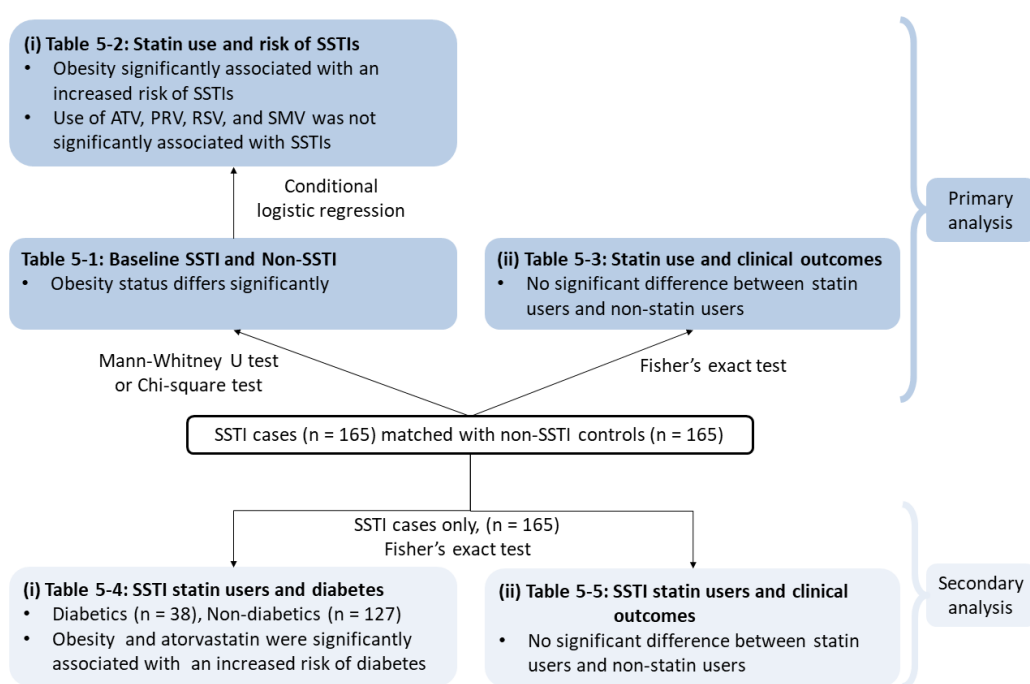 (i) Table 5-2: Statin use and risk of SSTIs
• Obesity significantly associated with an
increased risk of SSTIs
• Use of ATV, PRV, RSV, and SMV was not
significantly associated with SSTIs
Conditional
logistic regression
Primary
analysis
Table 5-1: Baseline SSTI and Non-SSTI
• Obesity status differs significantly
(ii) Table 5-3: Statin use and clinical outcomes
• No significant difference between statin
users and non-statin users
Mann-Whitney U test
or Chi-square test
Fisher’s exact test
SSTI cases (n = 165) matched with non-SSTI controls (n = 165)
SSTI cases only, (n = 165)
Fisher’s exact test
(i) Table 5-4: SSTI statin users and diabetes
• Diabetics (n = 38), Non-diabetics (n = 127)
• Obesity and atorvastatin were significantly
associated with an increased risk of diabetes
(ii) Table 5-5: SSTI statin users and clinical
outcomes
• No significant difference between statin
users and non-statin users
Secondary
analysis